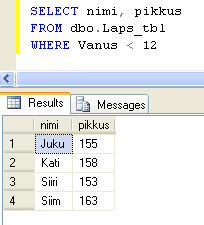 SELECT nimi, pikkus
FROM dbo.Laps_tbl
WHERE Vanus < 12
Results Messages
nimi pikkus
1 Juku 155
2 Kati 158
3 Siiri 153
4 Siim 163